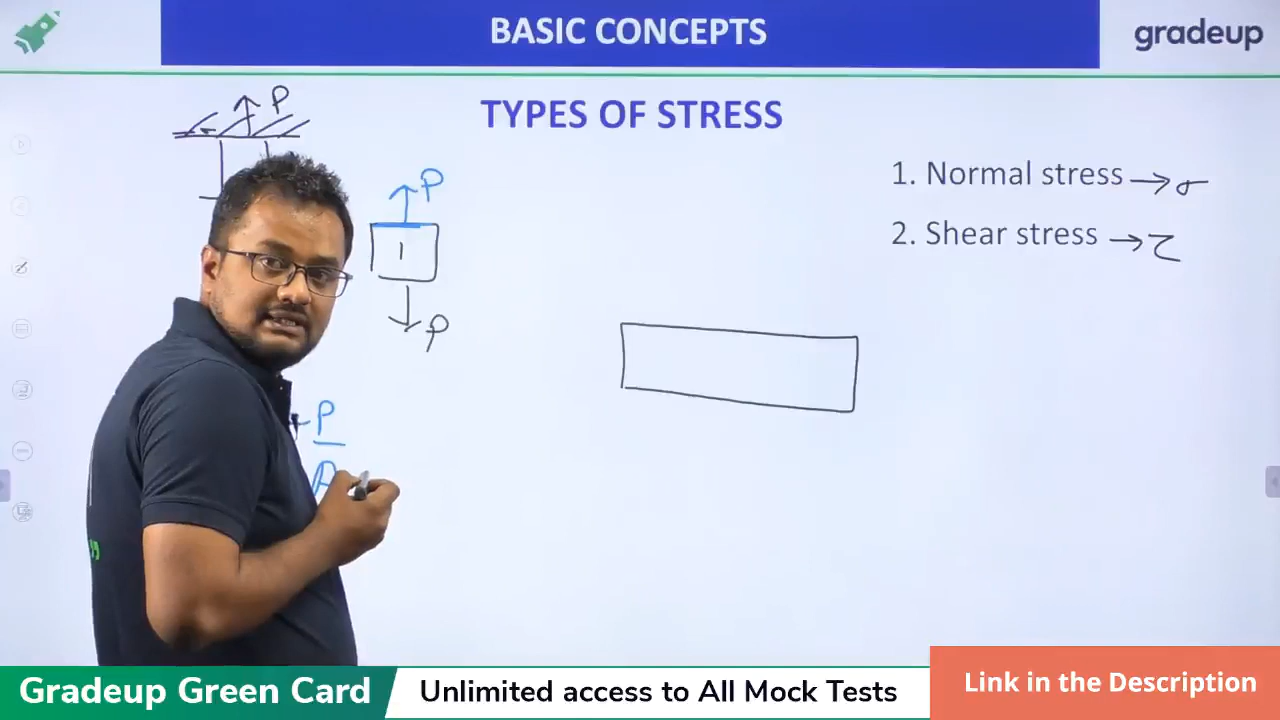 BASIC CONCEPTS
gradeup
TYPES OF STRESS
P
1. Normal stress → σ
2. Shear stress → τ
P
1
P
P
A
Gradeup Green Card
Unlimited access to All Mock Tests
Link in the Description